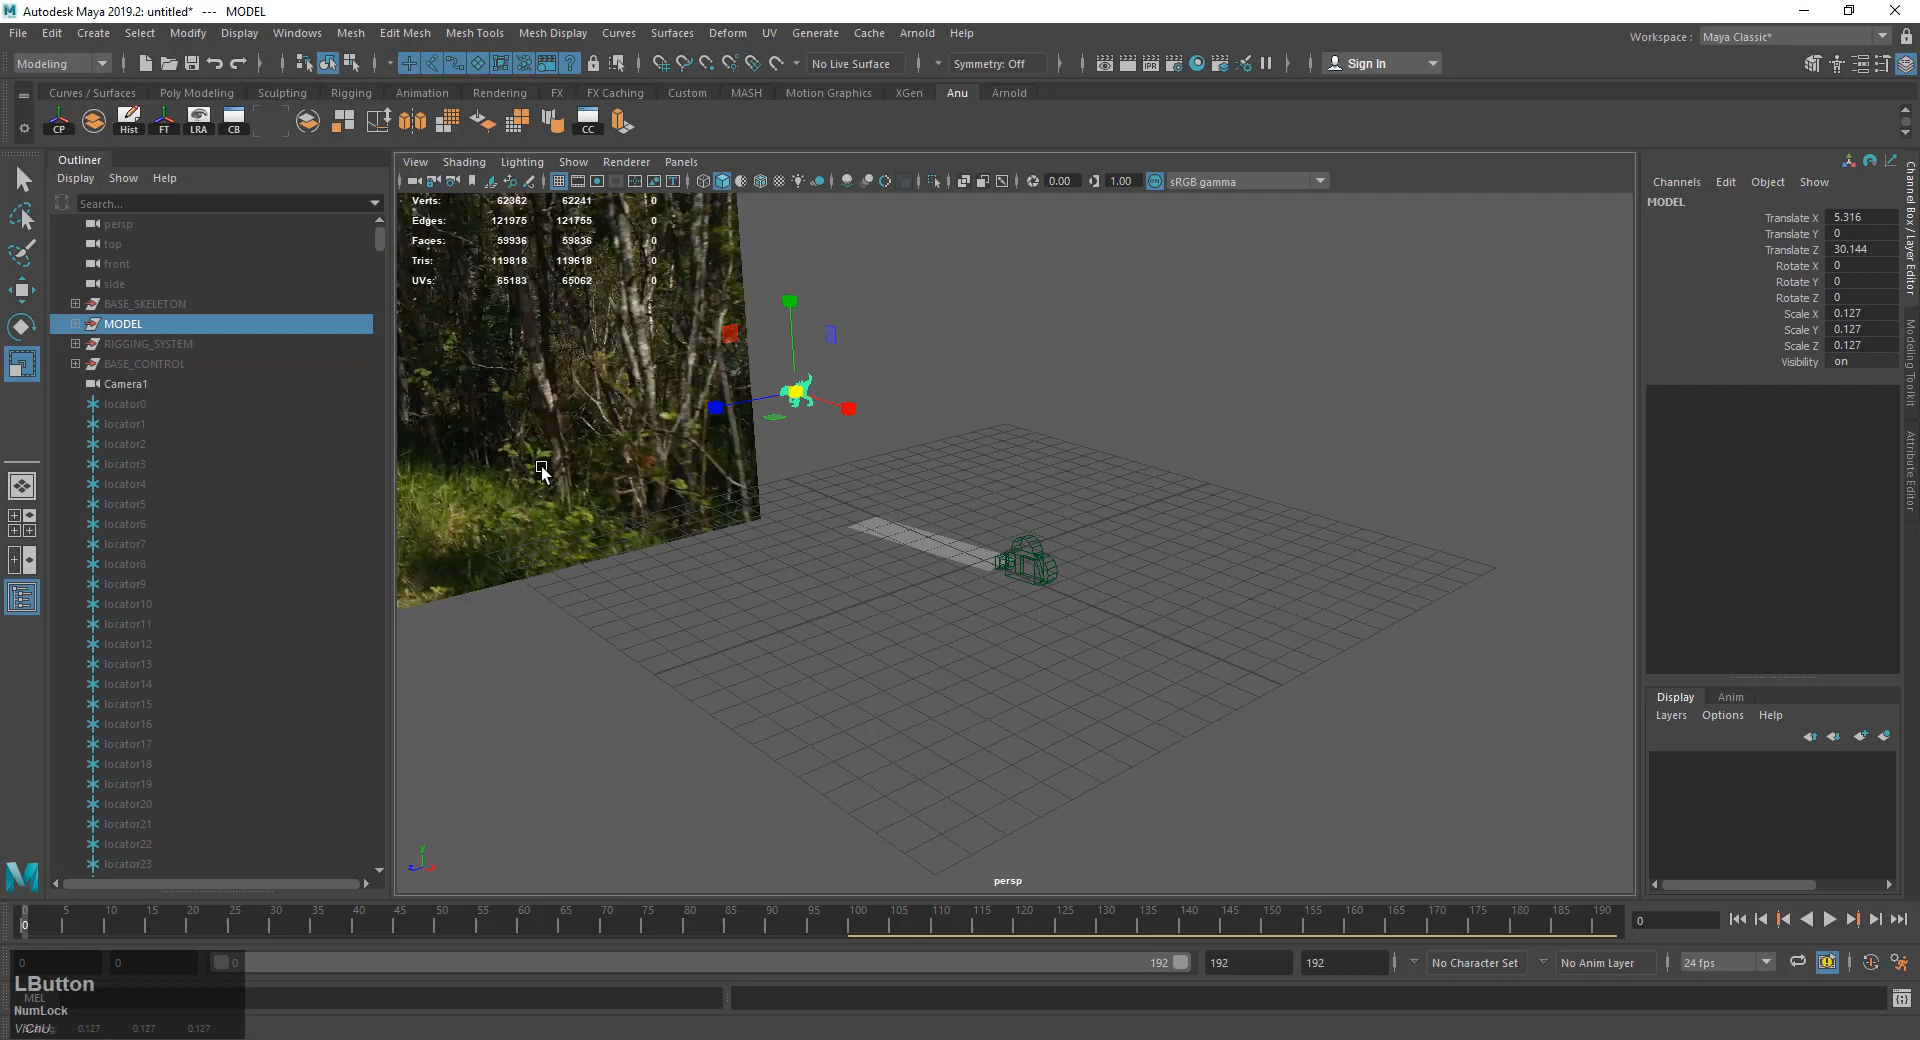 Autodesk Maya 2019.2: untitled* --- MODEL
File Edit Create Select Modify Display Windows Mesh Edit Mesh Mesh Tools Mesh Display Curves Surfaces Deform UV Generate Cache Arnold Help
Workspace : Maya Classic*
Modeling No Live Surface Symmetry: Off Sign In
Curves / Surfaces Poly Modeling Sculpting Rigging Animation Rendering FX FX Caching Custom MASH Motion Graphics XGen Anu Arnold
CP Hist FT LRA CB CC
Outliner
Display Show Help
Search...
persp
top
front
side
BASE_SKELETON
MODEL
RIGGING_SYSTEM
BASE_CONTROL
Camera1
locator0
locator1
locator2
locator3
locator4
locator5
locator6
locator7
locator8
locator9
locator10
locator11
locator12
locator13
locator14
locator15
locator16
locator17
locator18
locator19
locator20
locator21
locator22
locator23
View Shading Lighting Show Renderer Panels
0.00 1.00 ON sRGB gamma
Verts: 62362 62241 0
Edges: 121975 121755 0
Faces: 59936 59836 0
Tris: 119818 119618 0
UVs: 65183 65062 0
y
z
persp
Channels Edit Object Show
MODEL
Translate X 5.316
Translate Y 0
Translate Z 30.144
Rotate X 0
Rotate Y 0
Rotate Z 0
Scale X 0.127
Scale Y 0.127
Scale Z 0.127
Visibility on
Channel Box / Layer Editor
Modeling Toolkit
Attribute Editor
Display Anim
Layers Options Help
0 5 10 15 20 25 30 35 40 45 50 55 60 65 70 75 80 85 90 95 100 105 110 115 120 125 130 135 140 145 150 155 160 165 170 175 180 185 190
0
0
0 0 0 192 192 192 No Character Set No Anim Layer 24 fps
LButton
MEL
NumLock
0.127 0.127 0.127